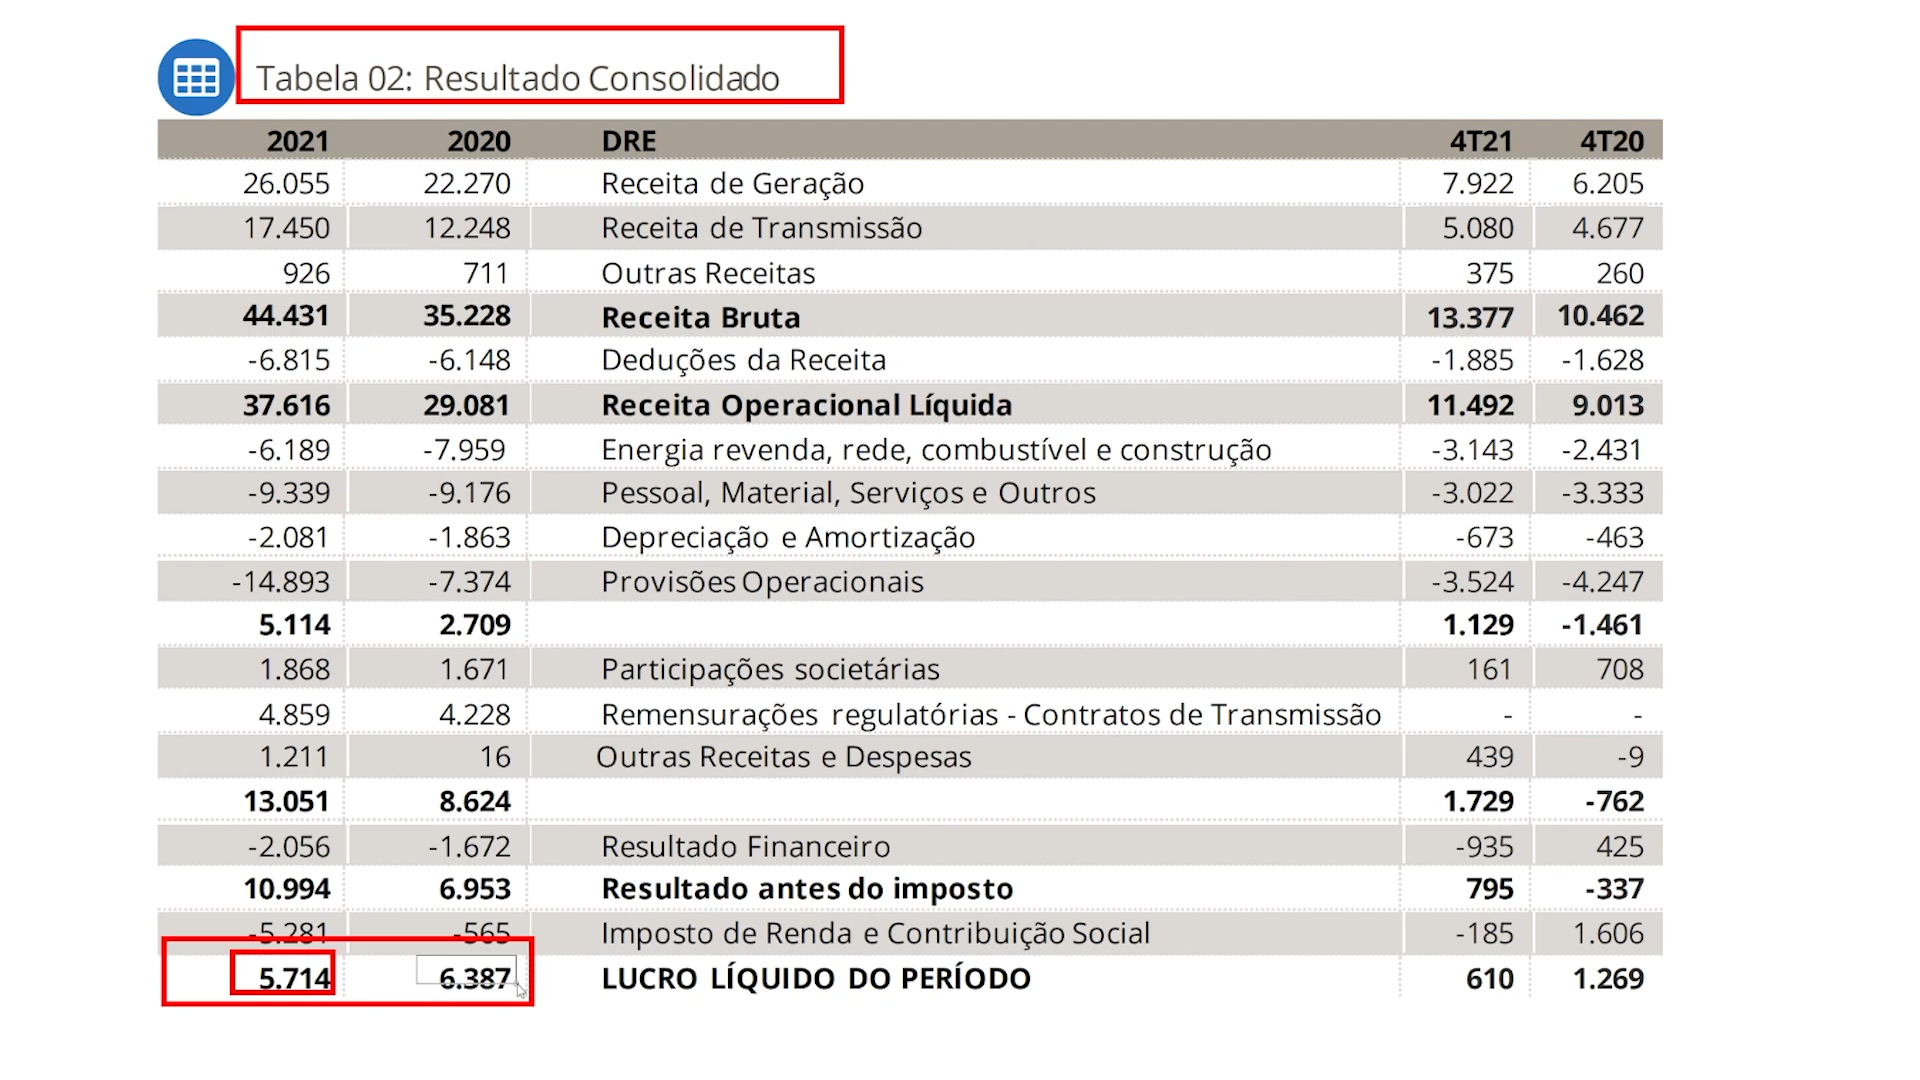 Tabela 02: Resultado Consolidado
2021 2020 DRE 4T21 4T20
26.055 22.270 Receita de Geração 7.922 6.205
17.450 12.248 Receita de Transmissão 5.080 4.677
926 711 Outras Receitas 375 260
44.431 35.228 Receita Bruta 13.377 10.462
-6.815 -6.148 Deduções da Receita -1.885 -1.628
37.616 29.081 Receita Operacional Líquida 11.492 9.013
-6.189 -7.959 Energia revenda, rede, combustível e construção -3.143 -2.431
-9.339 -9.176 Pessoal, Material, Serviços e Outros -3.022 -3.333
-2.081 -1.863 Depreciação e Amortização -673 -463
-14.893 -7.374 Provisões Operacionais -3.524 -4.247
5.114 2.709 1.129 -1.461
1.868 1.671 Participações societárias 161 708
4.859 4.228 Remensurações regulatórias - Contratos de Transmissão - -
1.211 16 Outras Receitas e Despesas 439 -9
13.051 8.624 1.729 -762
-2.056 -1.672 Resultado Financeiro -935 425
10.994 6.953 Resultado antes do imposto 795 -337
-5.281 -565 Imposto de Renda e Contribuição Social -185 1.606
5.714 6.387 LUCRO LÍQUIDO DO PERÍODO 610 1.269